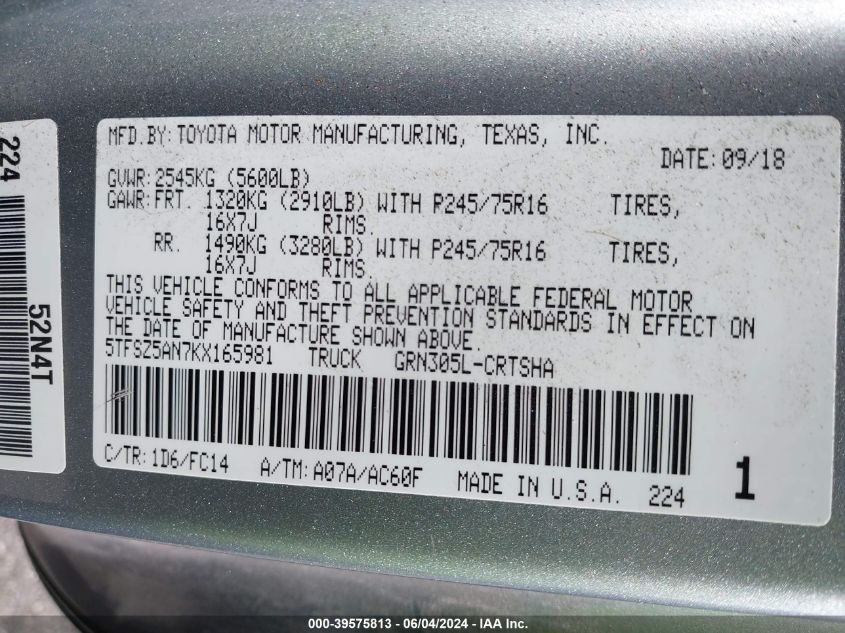 224
52N4T
MFD.BY: TOYOTA MOTOR MANUFACTURING, TEXAS, INC.
DATE: 09/18
GVWR: 2545KG (5600LB)
GAWR: FRT. 1320KG (2910LB) WITH P245/75R16 TIRES,
16X7J RIMS.
RR. 1490KG (3280LB) WITH P245/75R16 TIRES,
16X7J RIMS.
THIS VEHICLE CONFORMS TO ALL APPLICABLE FEDERAL MOTOR
VEHICLE SAFETY AND THEFT PREVENTION STANDARDS IN EFFECT ON
THE DATE OF MANUFACTURE SHOWN ABOVE.
5TFSZ5AN7KX165981 TRUCK GRN305L-CRTSHA
C/TR: 1D6/FC14 A/TM: A07A/AC60F MADE IN U.S.A. 224
1
000-39575813 - 06/04/2024 - IAA Inc.